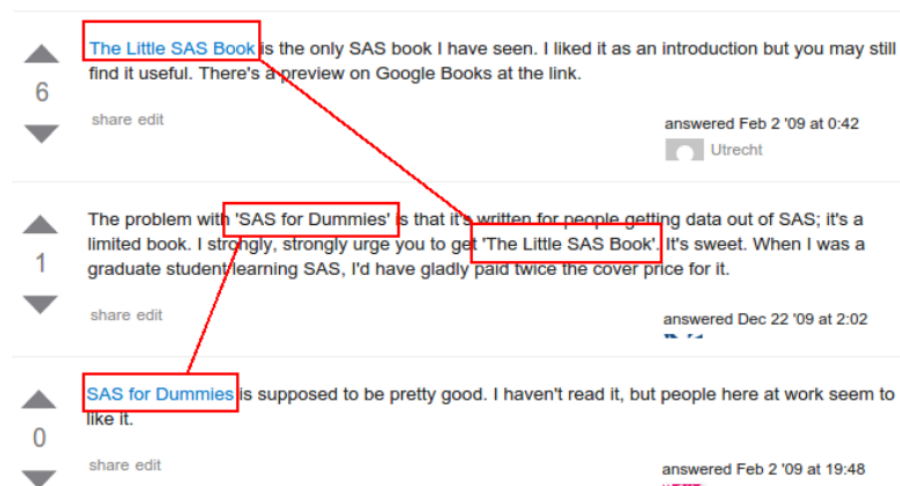 The Little SAS Book is the only SAS book I have seen. I liked it as an introduction but you may still
find it useful. There's a preview on Google Books at the link.
6
share edit
answered Feb 2 '09 at 0:42
Utrecht
The problem with 'SAS for Dummies' is that it's written for people getting data out of SAS; it's a
limited book. I strongly, strongly urge you to get 'The Little SAS Book'. It's sweet. When I was a
1
graduate student learning SAS, I'd have gladly paid twice the cover price for it.
share edit
answered Dec 22 '09 at 2:02
SAS for Dummies is supposed to be pretty good. I haven't read it, but people here at work seem to
like it.
0
share edit
answered Feb 2 '09 at 19:48